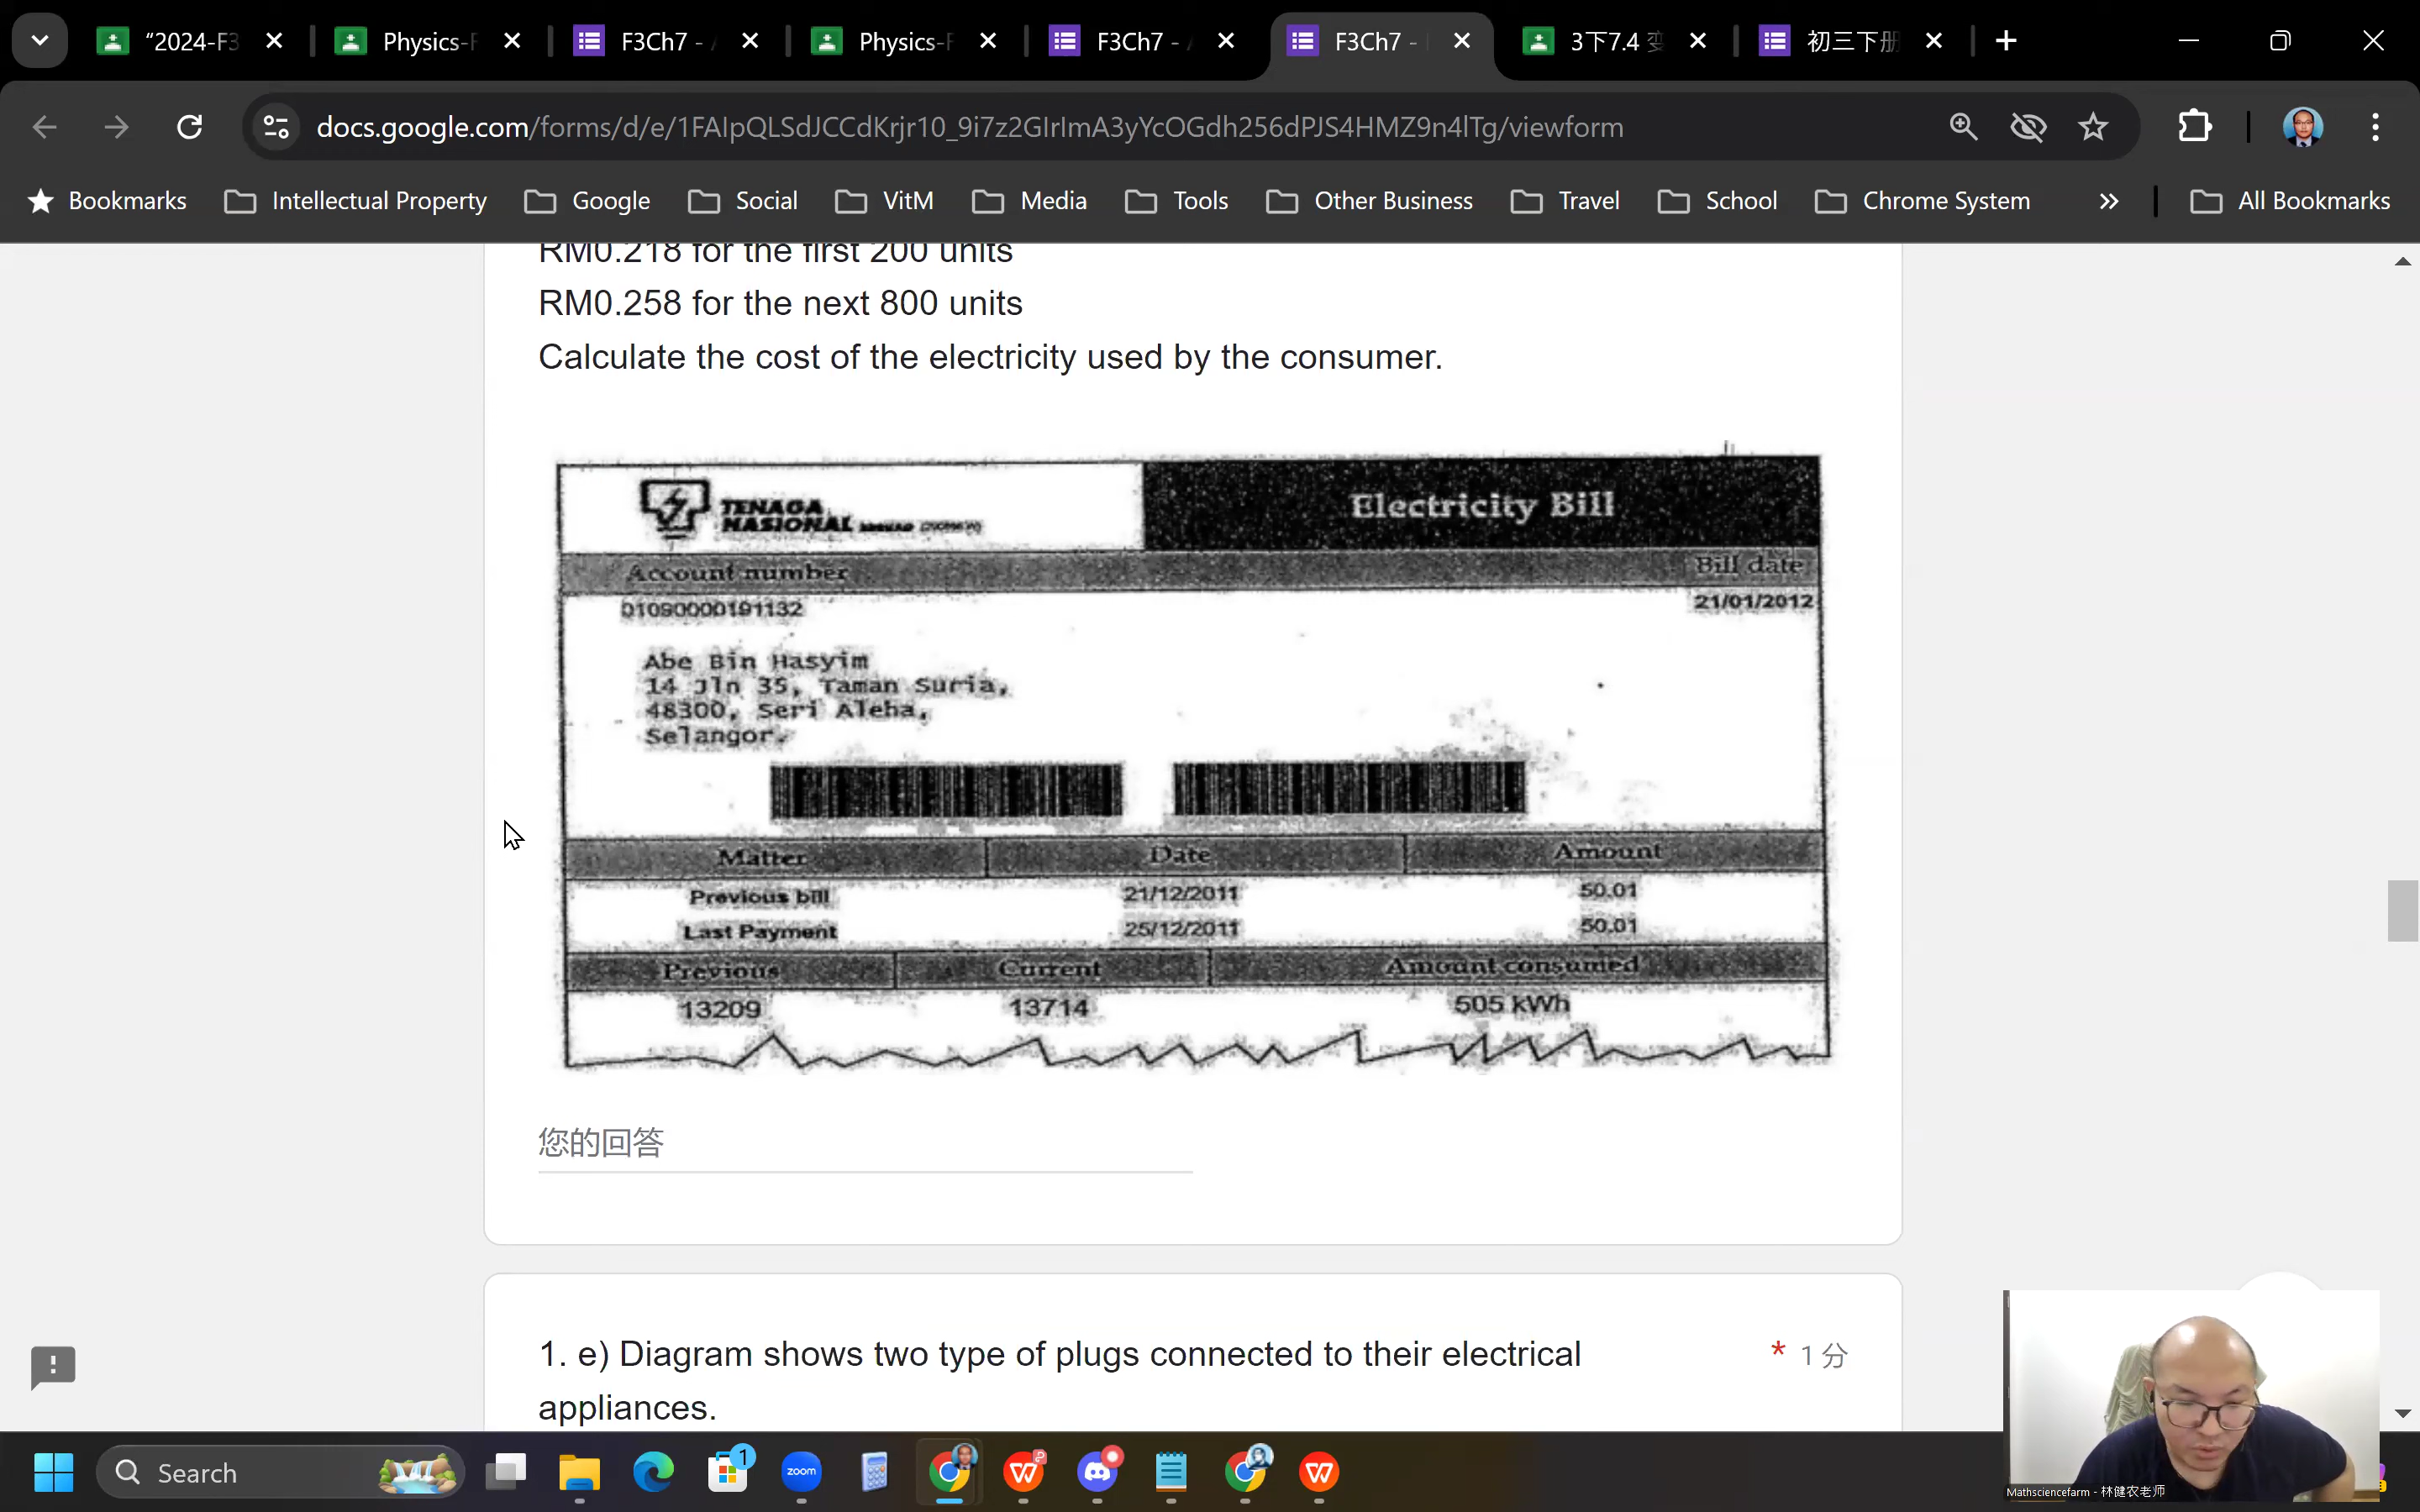 "2024-F3
Physics-F
F3Ch7 -
Physics-F
F3Ch7 -
F3Ch7 -
3下7.4 变
初三下册
docs.google.com/forms/d/e/1FAIpQLSdJCCdKrjr10_9i7z2GIrImA3yYcOGdh256dPJS4HMZ9n4lTg/viewform
Bookmarks
Intellectual Property
Google
Social
VitM
Media
Tools
Other Business
Travel
School
Chrome System
All Bookmarks
RM0.218 for the first 200 units
RM0.258 for the next 800 units
Calculate the cost of the electricity used by the consumer.
TENAGA
NASIONAL BERHAD
Electricity Bill
Account number
Bill date
01090000191132
21/01/2012
Abe Bin Hasyim
14 Jln 35, Taman Suria,
48300, Seri Aleha,
Selangor.
Matter Date Amount
Previous bill 21/12/2011 50.01
Last Payment 25/12/2011 50.01
Previous Current Amount consumed
13209 13714 505 kWh
您的回答
1. e) Diagram shows two type of plugs connected to their electrical
appliances.
* 1 分
Search
1
zoom
Mathsciencefarm - 林健农老师